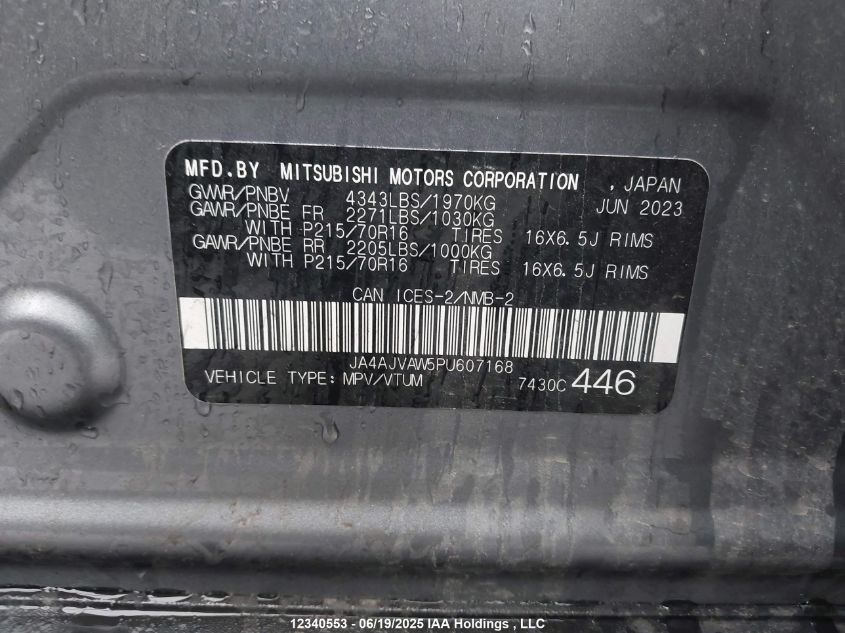 MFD.BY MITSUBISHI MOTORS CORPORATION , JAPAN
GVWR/PNBV 4343LBS/1970KG JUN 2023
GAWR/PNBE FR 2271LBS/1030KG
WITH P215/70R16 TIRES 16X6.5J RIMS
GAWR/PNBE RR 2205LBS/1000KG
WITH P215/70R16 TIRES 16X6.5J RIMS
CAN ICES-2/NMB-2
JA4AJVAW5PU607168
VEHICLE TYPE: MPV/VTUM 7430C 446
12340553 - 06/19/2025 IAA Holdings , LLC